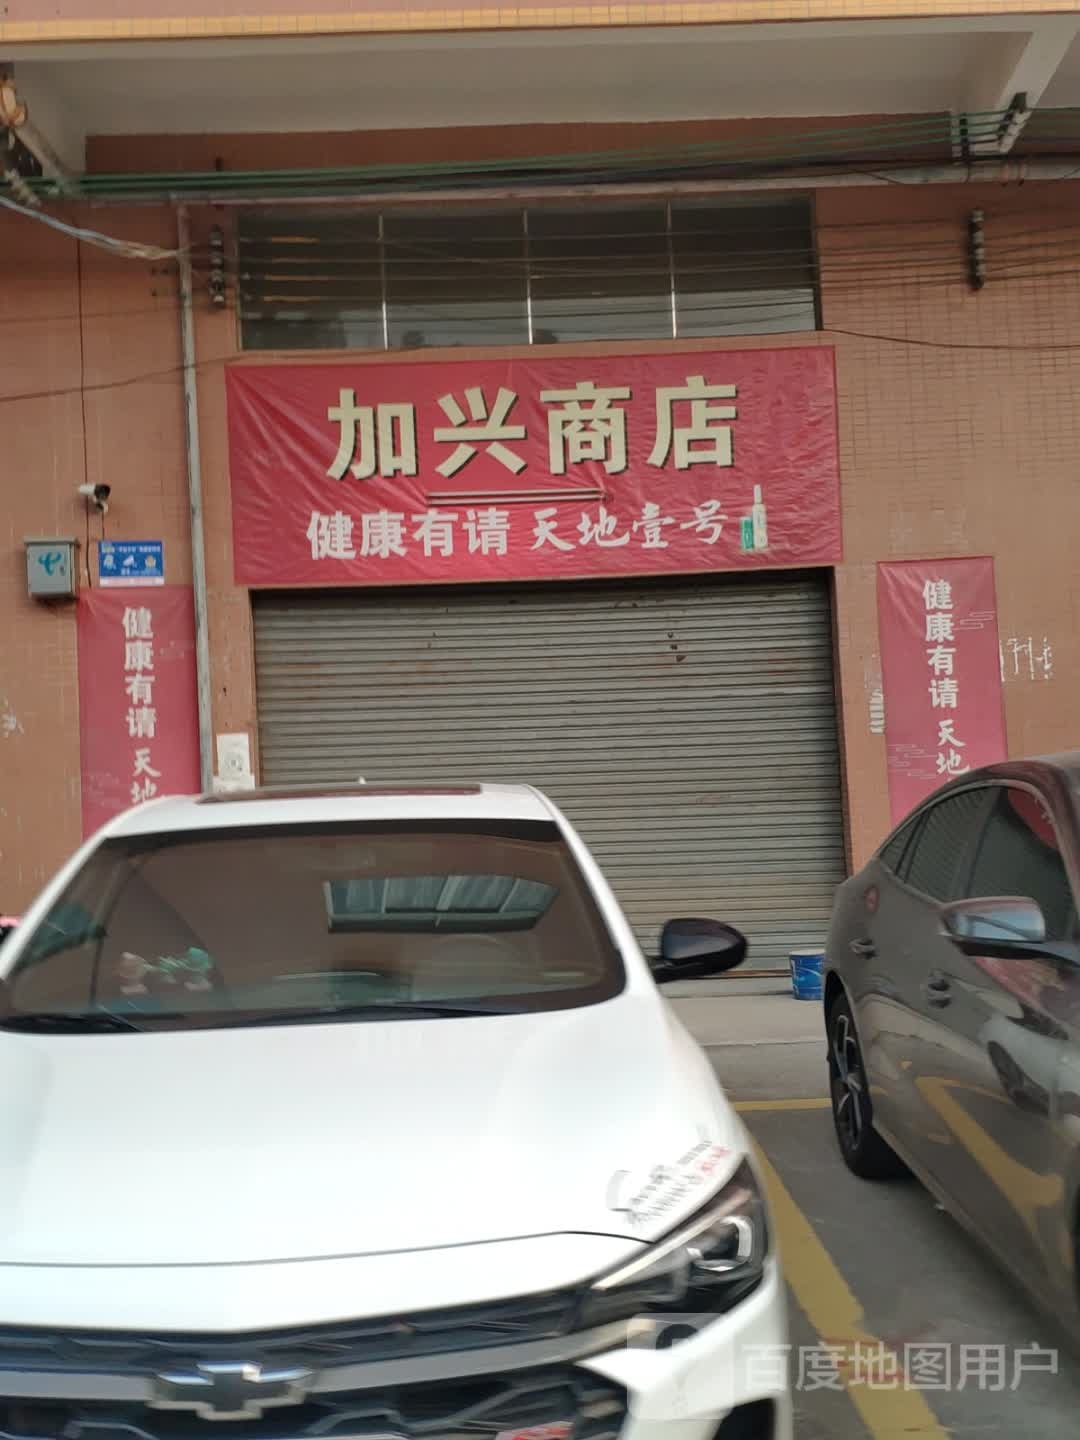 加兴商店
健康有请 天地壹号
健康有请 天地
健康有请 天地
百度地图用户